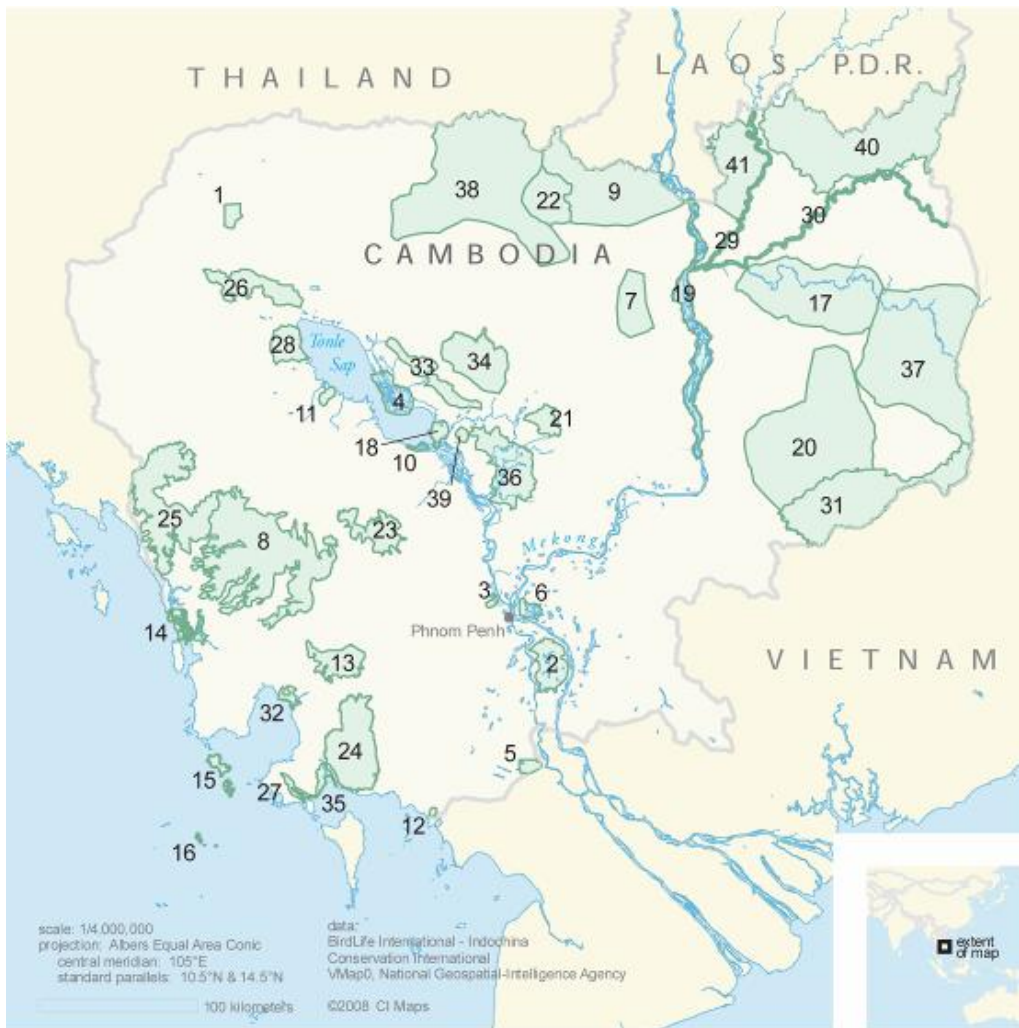 THAILAND
LAOS P.D.R.
40
41
1
38
22
9
30
CAMBODIA
29
26
7
19
17
28
Tonle
Sap
33
34
37
11
4
21
18
10
39
36
20
31
25
8
23
Mekong
3
6
14
Phnom Penh
13
2
VIETNAM
32
24
5
15
27
35
12
16
scale: 1/4,000,000
projection: Albers Equal Area Conic
central meridian: 105°E
standard parallels: 10.5°N & 14.5°N
100 kilometers
data:
BirdLife International - Indochina
Conservation International
VMap0, National Geospatial-Intelligence Agency
©2008 CI Maps
extent
of map